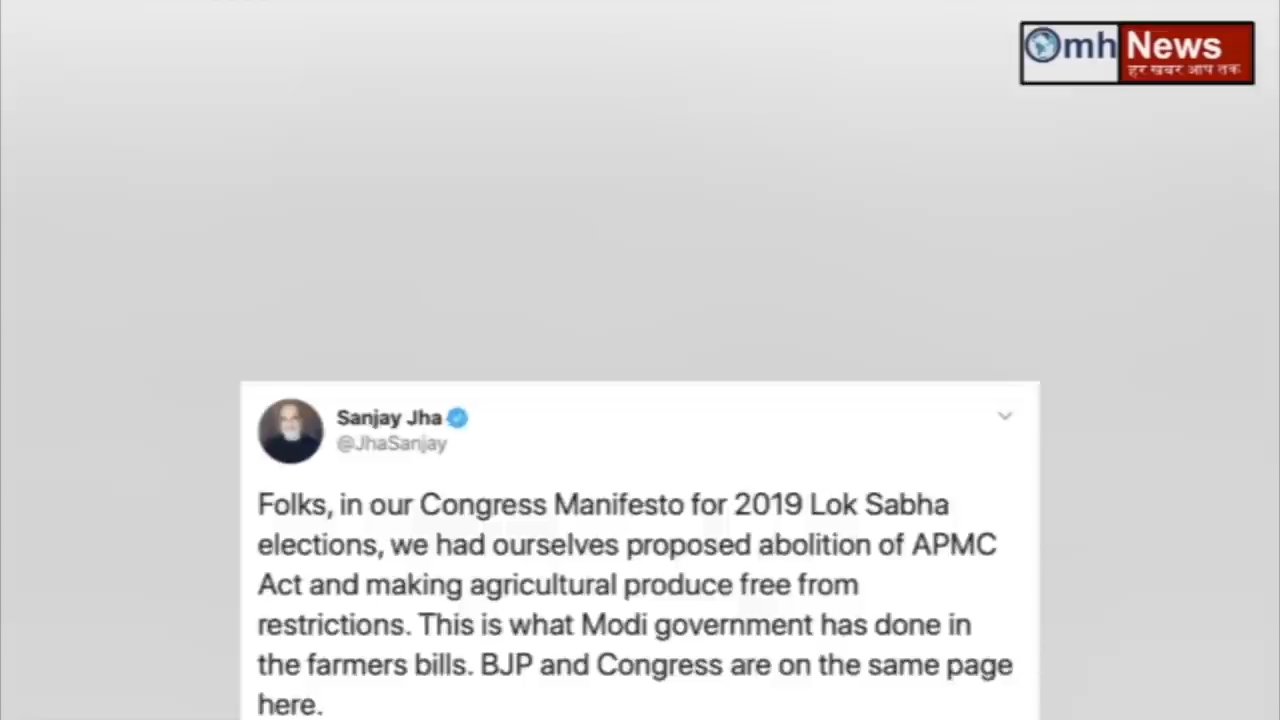 Omh News
हर खबर आप तक
Sanjay Jha
@JhaSanjay
Folks, in our Congress Manifesto for 2019 Lok Sabha
elections, we had ourselves proposed abolition of APMC
Act and making agricultural produce free from
restrictions. This is what Modi government has done in
the farmers bills. BJP and Congress are on the same page
here.